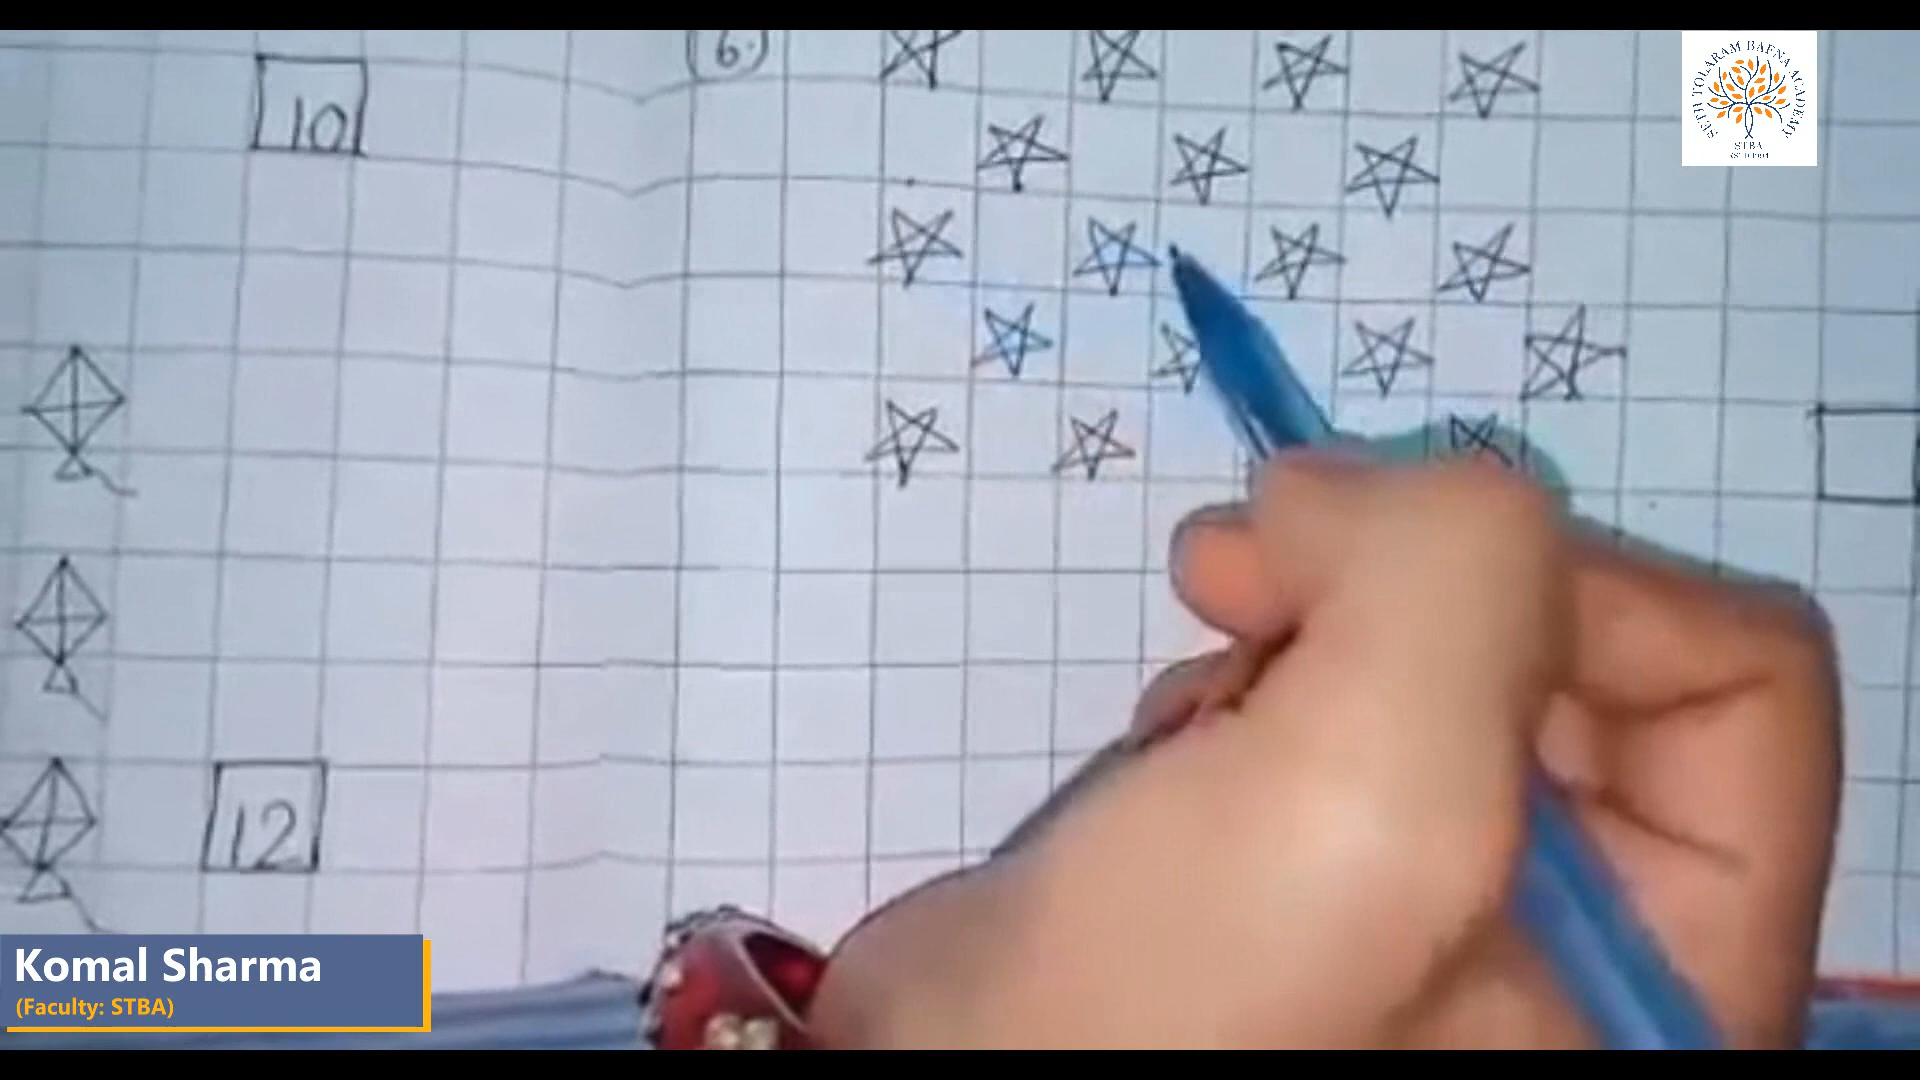 10
(6.)
SETH TOLARAM BAFNA ACADEMY
STBA
12
Komal Sharma
(Faculty: STBA)